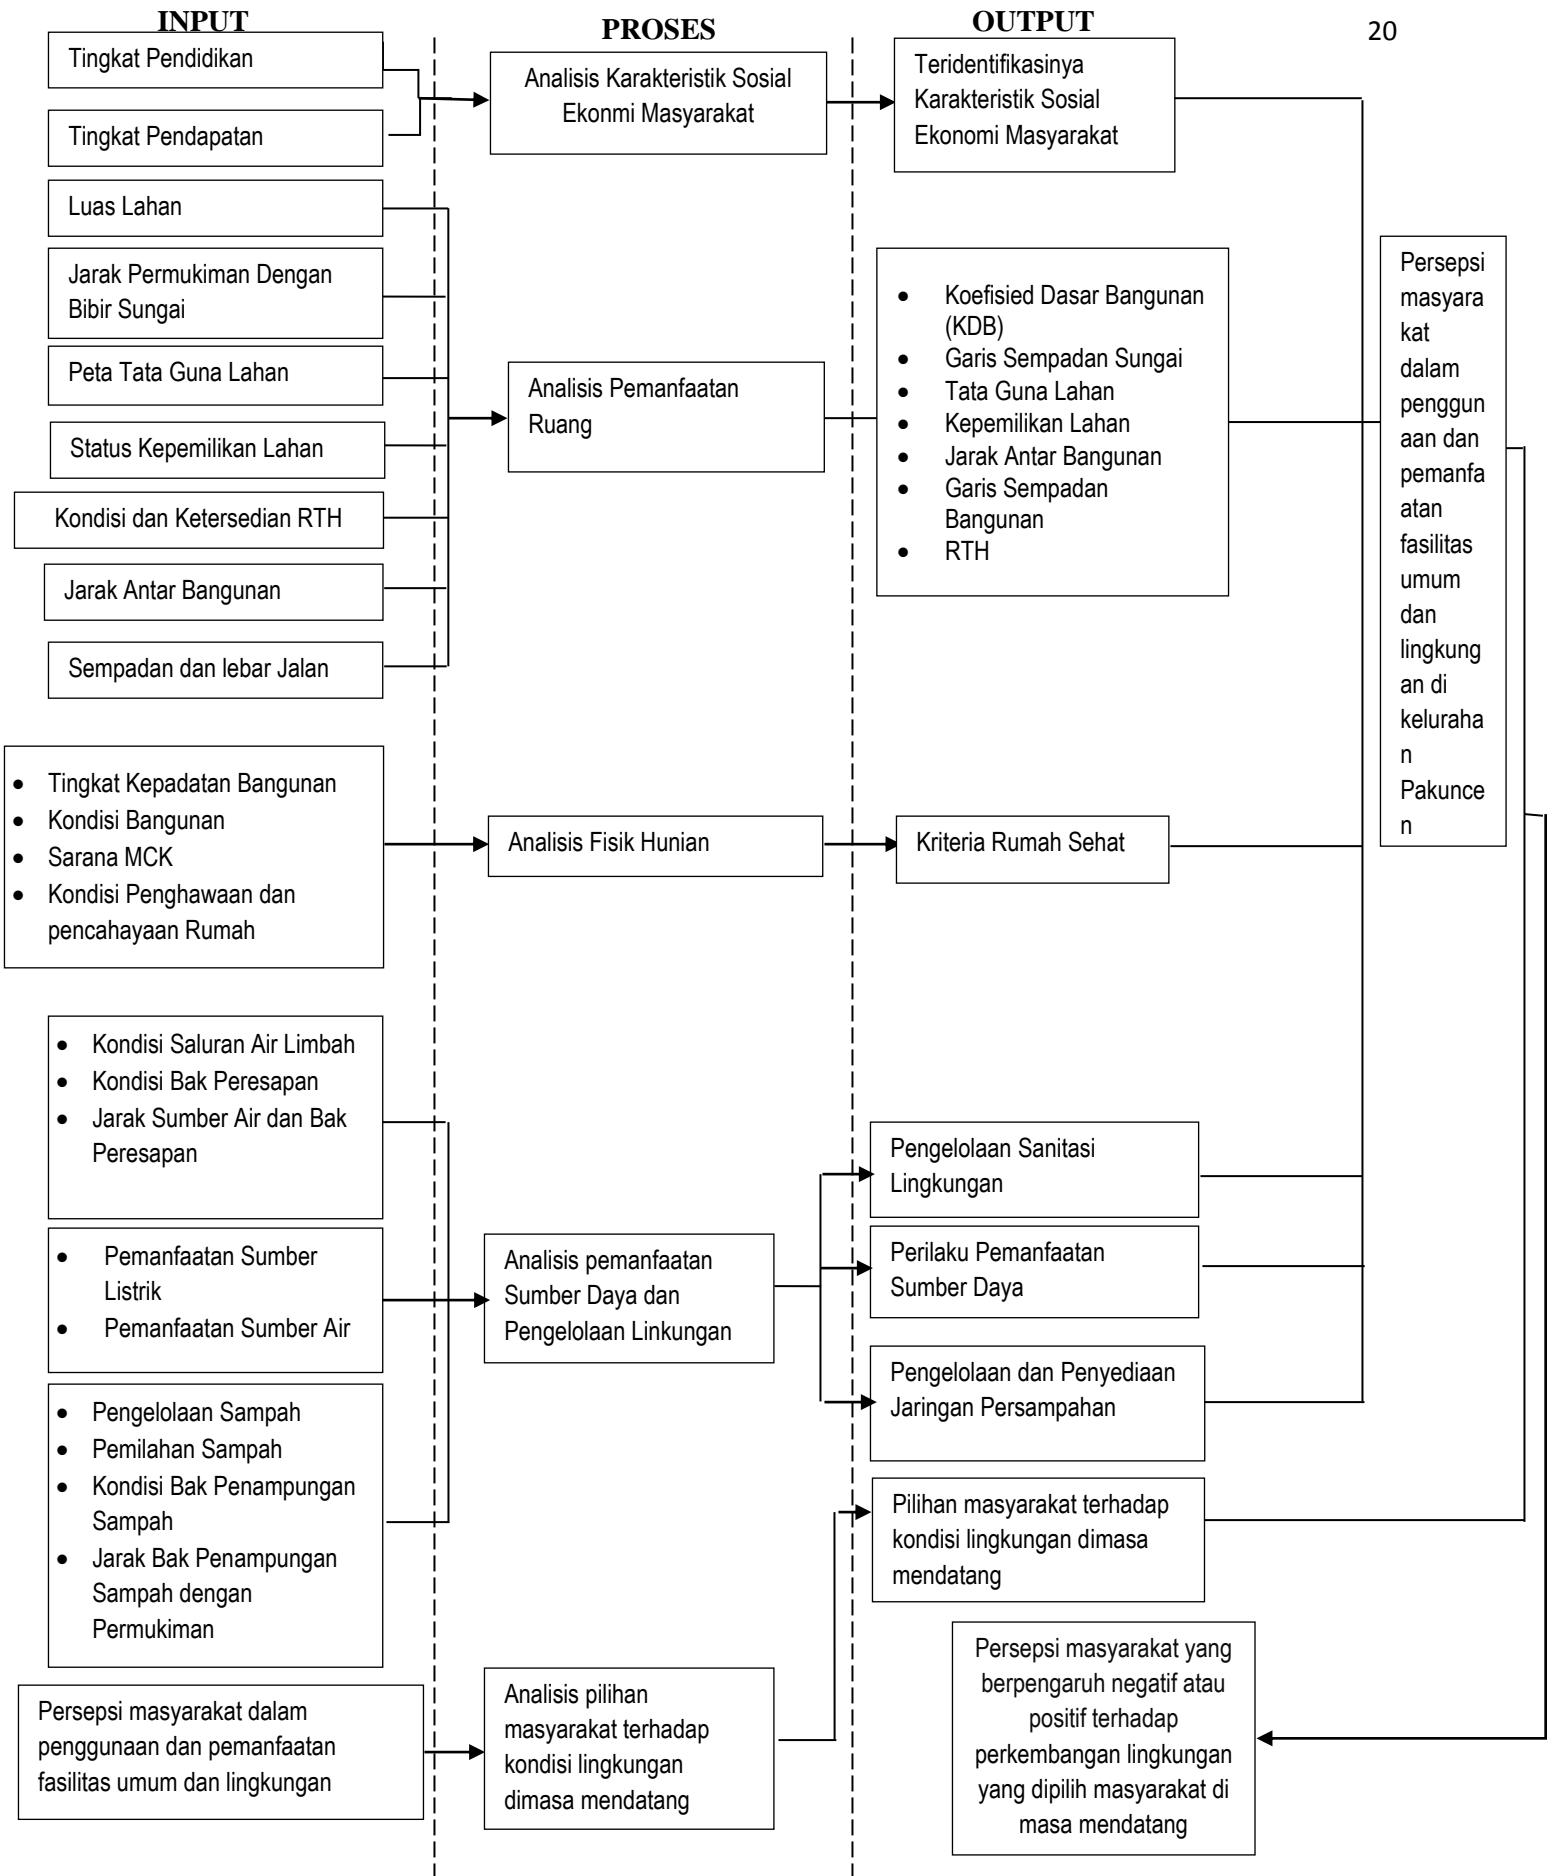 INPUT
PROSES
OUTPUT
20
Tingkat Pendidikan
Tingkat Pendapatan
Analisis Karakteristik Sosial
Ekonmi Masyarakat
Teridentifikasinya
Karakteristik Sosial
Ekonomi Masyarakat
Luas Lahan
Jarak Permukiman Dengan
Bibir Sungai
Peta Tata Guna Lahan
Status Kepemilikan Lahan
Kondisi dan Ketersedian RTH
Jarak Antar Bangunan
Sempadan dan lebar Jalan
Analisis Pemanfaatan
Ruang
• Koefisied Dasar Bangunan
(KDB)
• Garis Sempadan Sungai
• Tata Guna Lahan
• Kepemilikan Lahan
• Jarak Antar Bangunan
• Garis Sempadan
Bangunan
• RTH
Persepsi
masyara
kat
dalam
penggun
aan dan
pemanfa
atan
fasilitas
umum
dan
lingkung
an di
keluraha
n
Pakunce
n
• Tingkat Kepadatan Bangunan
• Kondisi Bangunan
• Sarana MCK
• Kondisi Penghawaan dan
pencahayaan Rumah
Analisis Fisik Hunian
Kriteria Rumah Sehat
• Kondisi Saluran Air Limbah
• Kondisi Bak Peresapan
• Jarak Sumber Air dan Bak
Peresapan
• Pemanfaatan Sumber
Listrik
• Pemanfaatan Sumber Air
• Pengelolaan Sampah
• Pemilahan Sampah
• Kondisi Bak Penampungan
Sampah
• Jarak Bak Penampungan
Sampah dengan
Permukiman
Analisis pemanfaatan
Sumber Daya dan
Pengelolaan Linkungan
Pengelolaan Sanitasi
Lingkungan
Perilaku Pemanfaatan
Sumber Daya
Pengelolaan dan Penyediaan
Jaringan Persampahan
Persepsi masyarakat dalam
penggunaan dan pemanfaatan
fasilitas umum dan lingkungan
Analisis pilihan
masyarakat terhadap
kondisi lingkungan
dimasa mendatang
Pilihan masyarakat terhadap
kondisi lingkungan dimasa
mendatang
Persepsi masyarakat yang
berpengaruh negatif atau
positif terhadap
perkembangan lingkungan
yang dipilih masyarakat di
masa mendatang